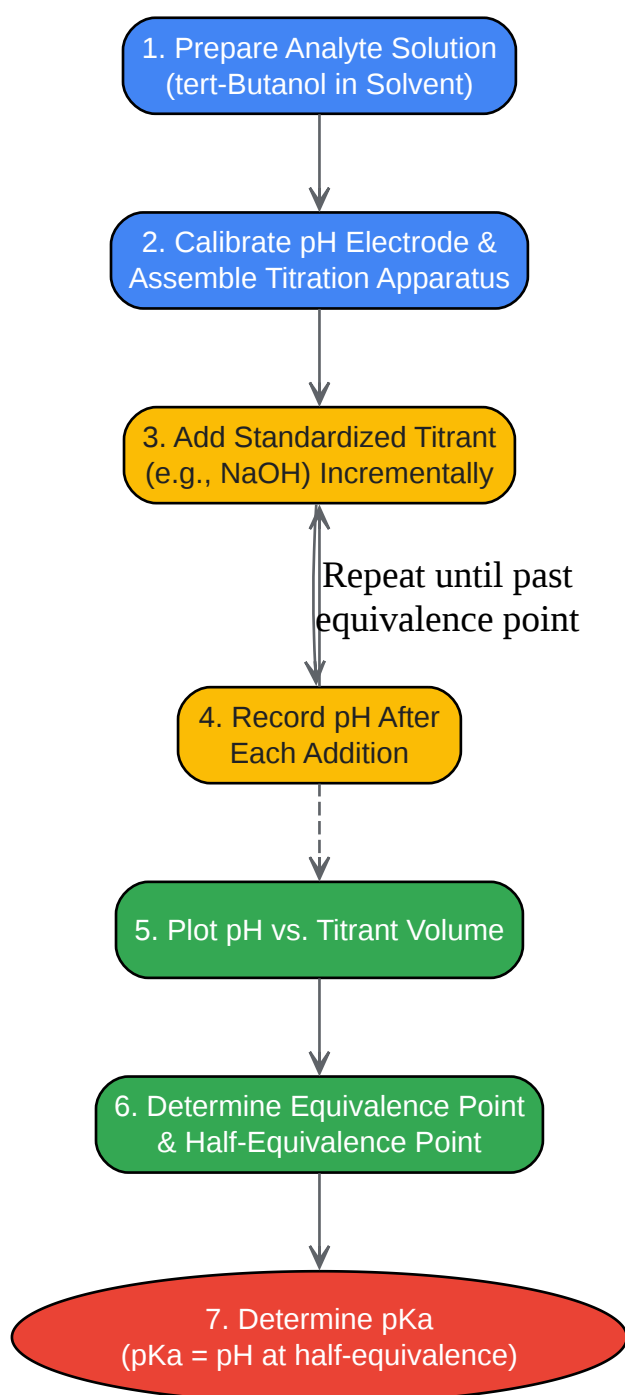 1. Prepare Analyte Solution
(tert-Butanol in Solvent)
2. Calibrate pH Electrode &
Assemble Titration Apparatus
3. Add Standardized Titrant
(e.g., NaOH) Incrementally
Repeat until past
equivalence point
4. Record pH After
Each Addition
5. Plot pH vs. Titrant Volume
6. Determine Equivalence Point
& Half-Equivalence Point
7. Determine pKa
(pKa = pH at half-equivalence)